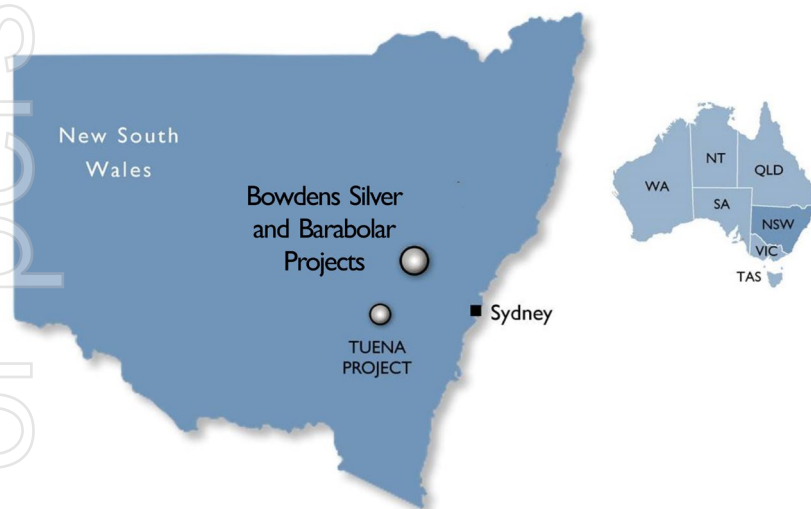 New South
Wales
Bowdens Silver
and Barabolar
Projects
Sydney
TUENA
PROJECT
WA
NT
QLD
SA
NSW
VIC
TAS